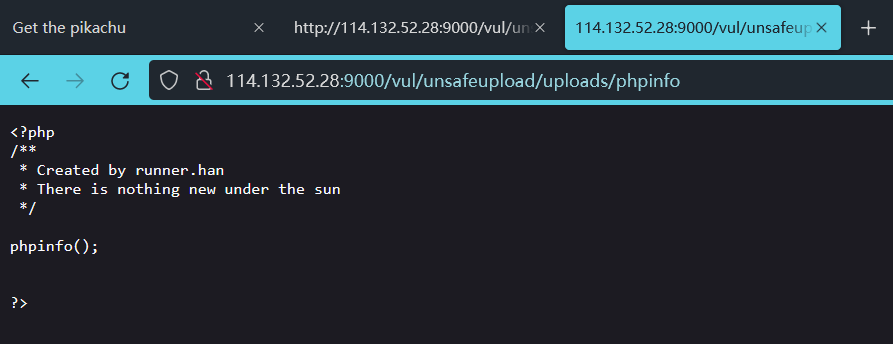 Get the pikachu
http://114.132.52.28:9000/vul/un
114.132.52.28:9000/vul/unsafeup
114.132.52.28:9000/vul/unsafeupload/uploads/phpinfo
<?php
/**
 * Created by runner.han
 * There is nothing new under the sun
 */
phpinfo();
?>